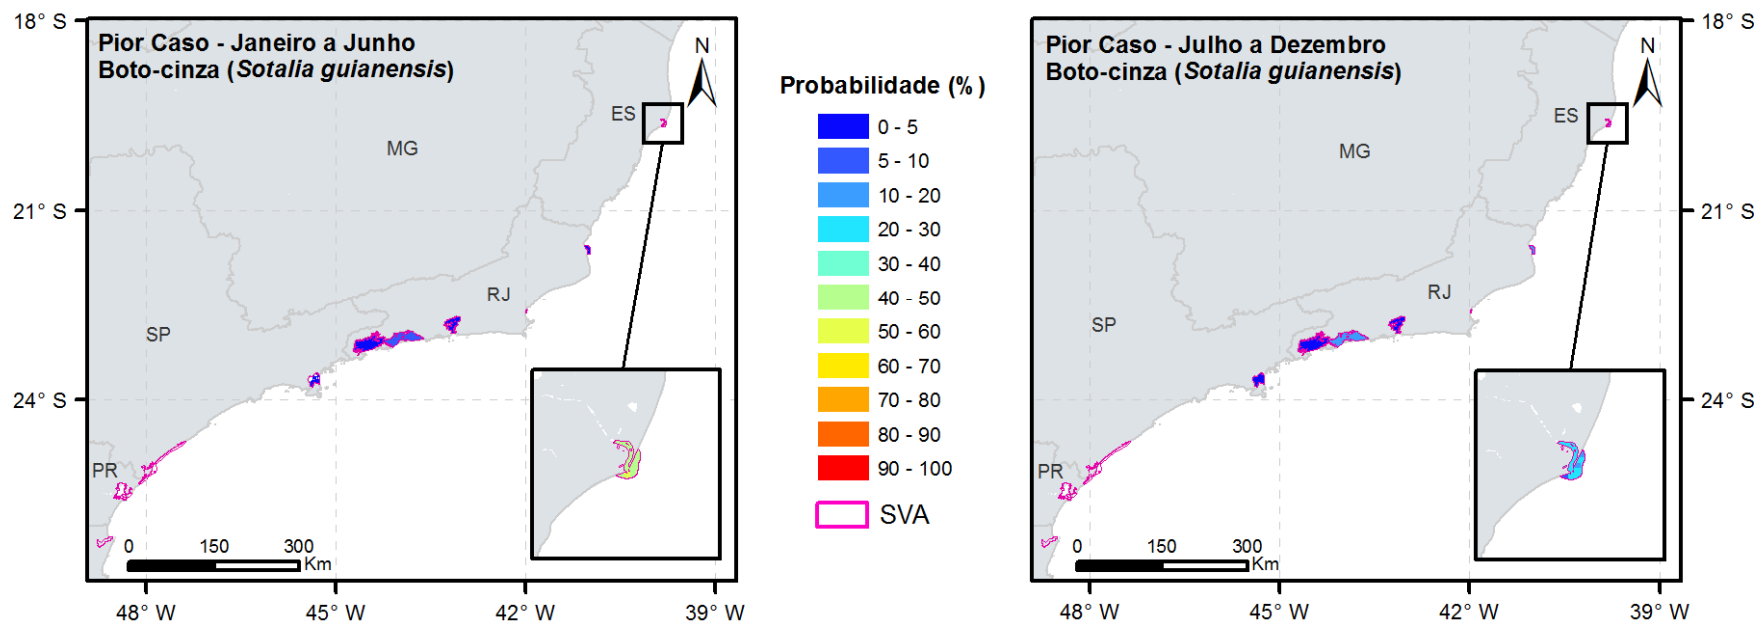 18° S
21° S
24° S
Pior Caso - Janeiro a Junho
Boto-cinza (Sotalia guianensis)
N
ES
MG
RJ
SP
PR
0 150 300
Km
48° W 45° W 42° W 39° W
Probabilidade (%)
0 - 5
5 - 10
10 - 20
20 - 30
30 - 40
40 - 50
50 - 60
60 - 70
70 - 80
80 - 90
90 - 100
SVA
Pior Caso - Julho a Dezembro
Boto-cinza (Sotalia guianensis)
N
ES
MG
RJ
SP
PR
0 150 300
Km
18° S
21° S
24° S
48° W 45° W 42° W 39° W